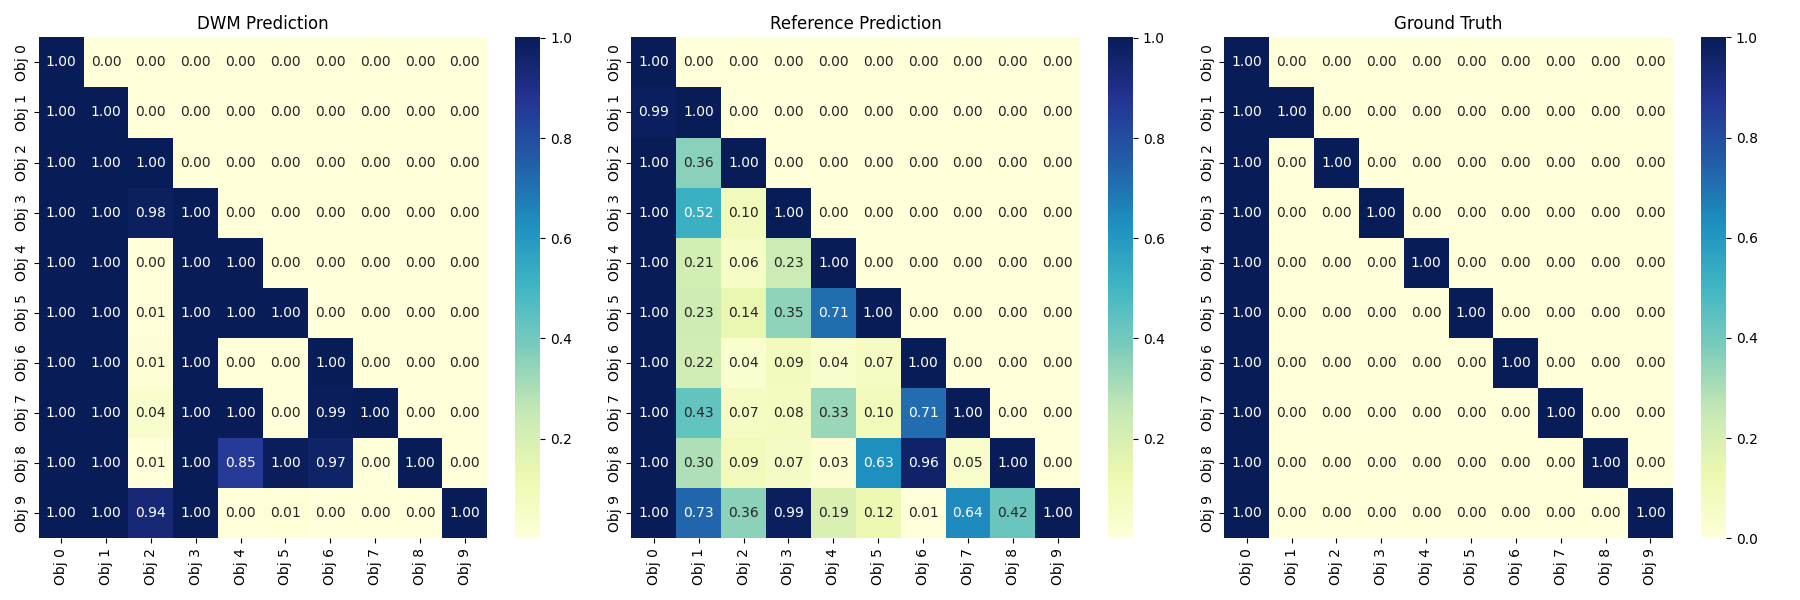 DWM Prediction
Obj 0 1.00 0.00 0.00 0.00 0.00 0.00 0.00 0.00 0.00 0.00
Obj 1 1.00 1.00 0.00 0.00 0.00 0.00 0.00 0.00 0.00 0.00
Obj 2 1.00 1.00 1.00 0.00 0.00 0.00 0.00 0.00 0.00 0.00
Obj 3 1.00 1.00 0.98 1.00 0.00 0.00 0.00 0.00 0.00 0.00
Obj 4 1.00 1.00 0.00 1.00 1.00 0.00 0.00 0.00 0.00 0.00
Obj 5 1.00 1.00 0.01 1.00 1.00 1.00 0.00 0.00 0.00 0.00
Obj 6 1.00 1.00 0.01 1.00 0.00 0.00 1.00 0.00 0.00 0.00
Obj 7 1.00 1.00 0.04 1.00 1.00 0.00 0.99 1.00 0.00 0.00
Obj 8 1.00 1.00 0.01 1.00 0.85 1.00 0.97 0.00 1.00 0.00
Obj 9 1.00 1.00 0.94 1.00 0.00 0.01 0.00 0.00 0.00 1.00
Obj 0 Obj 1 Obj 2 Obj 3 Obj 4 Obj 5 Obj 6 Obj 7 Obj 8 Obj 9
1.0
0.8
0.6
0.4
0.2
Reference Prediction
Obj 0 1.00 0.00 0.00 0.00 0.00 0.00 0.00 0.00 0.00 0.00
Obj 1 0.99 1.00 0.00 0.00 0.00 0.00 0.00 0.00 0.00 0.00
Obj 2 1.00 0.36 1.00 0.00 0.00 0.00 0.00 0.00 0.00 0.00
Obj 3 1.00 0.52 0.10 1.00 0.00 0.00 0.00 0.00 0.00 0.00
Obj 4 1.00 0.21 0.06 0.23 1.00 0.00 0.00 0.00 0.00 0.00
Obj 5 1.00 0.23 0.14 0.35 0.71 1.00 0.00 0.00 0.00 0.00
Obj 6 1.00 0.22 0.04 0.09 0.04 0.07 1.00 0.00 0.00 0.00
Obj 7 1.00 0.43 0.07 0.08 0.33 0.10 0.71 1.00 0.00 0.00
Obj 8 1.00 0.30 0.09 0.07 0.03 0.63 0.96 0.05 1.00 0.00
Obj 9 1.00 0.73 0.36 0.99 0.19 0.12 0.01 0.64 0.42 1.00
Obj 0 Obj 1 Obj 2 Obj 3 Obj 4 Obj 5 Obj 6 Obj 7 Obj 8 Obj 9
1.0
0.8
0.6
0.4
0.2
Ground Truth
Obj 0 1.00 0.00 0.00 0.00 0.00 0.00 0.00 0.00 0.00 0.00
Obj 1 1.00 1.00 0.00 0.00 0.00 0.00 0.00 0.00 0.00 0.00
Obj 2 1.00 0.00 1.00 0.00 0.00 0.00 0.00 0.00 0.00 0.00
Obj 3 1.00 0.00 0.00 1.00 0.00 0.00 0.00 0.00 0.00 0.00
Obj 4 1.00 0.00 0.00 0.00 1.00 0.00 0.00 0.00 0.00 0.00
Obj 5 1.00 0.00 0.00 0.00 0.00 1.00 0.00 0.00 0.00 0.00
Obj 6 1.00 0.00 0.00 0.00 0.00 0.00 1.00 0.00 0.00 0.00
Obj 7 1.00 0.00 0.00 0.00 0.00 0.00 0.00 1.00 0.00 0.00
Obj 8 1.00 0.00 0.00 0.00 0.00 0.00 0.00 0.00 1.00 0.00
Obj 9 1.00 0.00 0.00 0.00 0.00 0.00 0.00 0.00 0.00 1.00
Obj 0 Obj 1 Obj 2 Obj 3 Obj 4 Obj 5 Obj 6 Obj 7 Obj 8 Obj 9
1.0
0.8
0.6
0.4
0.2
0.0